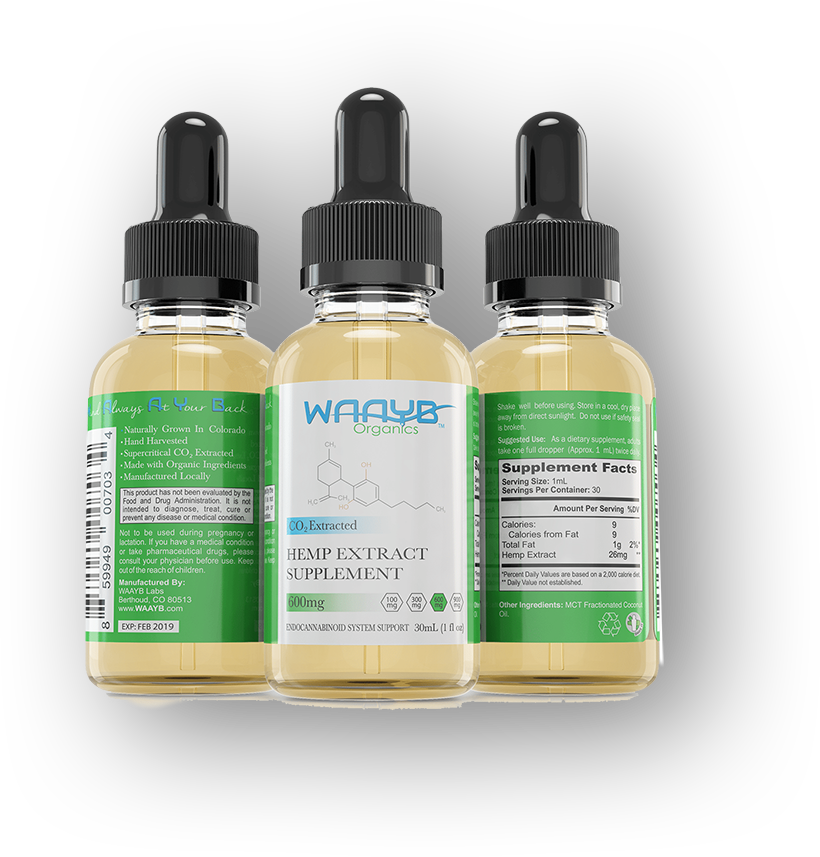 Always At Your Back
Naturally Grown In Colorado
·Hand Harvested
·Supercritical CO₂ Extracted
·Made with Organic Ingredients
·Manufactured Locally
This product has not been evaluated by the
Food and Drug Administration. It is not
intended to diagnose, treat, cure or
prevent any disease or medical condition.
Not to be used during pregnancy or
lactation. If you have a medical condition
or take pharmaceutical drugs, please
consult your physician before use. Keep
out of the reach of children.
Manufactured By:
WAAYB Labs
Berthoud, CO 80513
www.WAAYB.com
EXP: FEB 2019
8 59949 00703 4
WAAYB™
Organics
CH₃
OH
H₂C
CH₃
HO
CH₃
CO₂ Extracted
HEMP EXTRACT
SUPPLEMENT
600mg
100 mg
300 mg
600 mg
900 mg
ENDOCANNABINOID SYSTEM SUPPORT 30mL (1 fl oz)
Shake well before using. Store in a cool, dry
away from direct sunlight. Do not use if safety
is broken.
Suggested Use: As a dietary supplement,
take one full dropper (Approx. 1 mL) twice
Supplement Facts
Serving Size: 1mL
Servings Per Container: 30
Amount Per Serving %DV
Calories: 9
Calories from Fat 9
Total Fat 1g 2%*
Hemp Extract 26mg **
*Percent Daily Values are based on a 2,000 calorie diet.
** Daily Value not established.
Other Ingredients: MCT Fractionated Coconut
Oil.